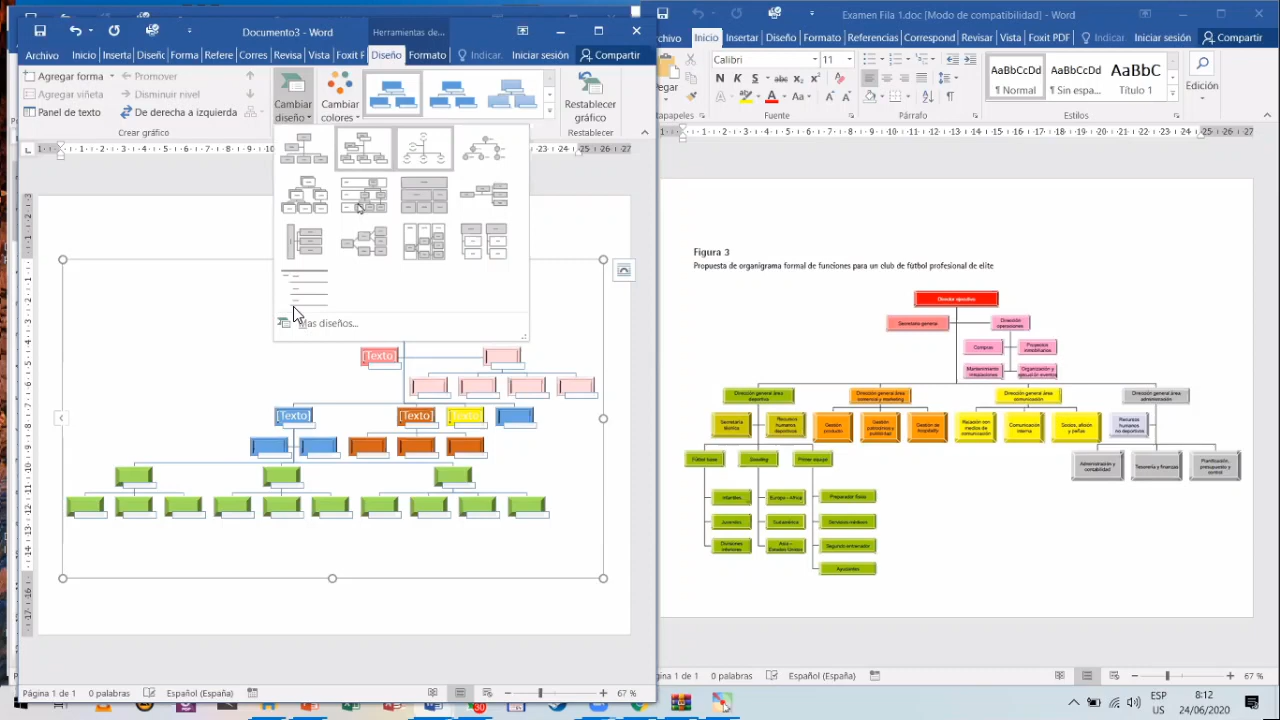 Documento3 - Word
Herramientas de...
Archivo
Inicio
Inserta
Diseño
Forma
Refere
Corres
Revisa
Vista
Foxit F
Diseño
Formato
Indicar.
Iniciar sesión
Compartir
Agregar forma
Promover
Agregar viñeta
Disminuir nivel
Panel de texto
De derecha a izquierda
Crear gráfico
Cambiar diseño
Cambiar colores
Restablecer gráfico
Restablecer
Más diseños...
[Texto]
[Texto]
[Texto]
[Texto]
Página 1 de 1
0 palabras
Español (España)
67 %
Examen Fila 1.doc [Modo de compatibilidad] - Word
Inicio
Insertar
Diseño
Formato
Referencias
Correspond
Revisar
Vista
Foxit PDF
Indicar
Iniciar sesión
Compartir
Calibri
11
N K S abc x₂ x²
Fuente
Párrafo
AaBbCcDd
¶ Normal
AaBbCcDd
¶ Sin espa...
AaBbC
Título 1
Estilos
Edición
Figura 3
Propuesta de organigrama formal de funciones para un club de fútbol profesional de elite
Director ejecutivo
Secretario general
Dirección operaciones
Compras
Proyectos inmobiliarios
Mantenimiento instalaciones
Organización y ejecución eventos
Dirección general área deportiva
Dirección general área comercial y marketing
Dirección general área comunicación
Dirección general área administración
Secretaría técnica
Recursos humanos deportivos
Gestión producto
Gestión patrocinios y publicidad
Gestión de hospitality
Relación con medios de comunicación
Comunicación interna
Socios, afición y peñas
Recursos humanos no deportivos
Fútbol base
Scouting
Primer equipo
Administración y contabilidad
Tesorería y finanzas
Planificación, presupuesto y control
Infantiles
Europa – África
Preparador físico
Juveniles
Sudamérica
Servicios médicos
Divisiones inferiores
Asia – Estados Unidos
Segundo entrenador
Ayudantes
gina 1 de 1
0 palabras
Español (España)
67 %
ESP
US
8:12
24/06/2020